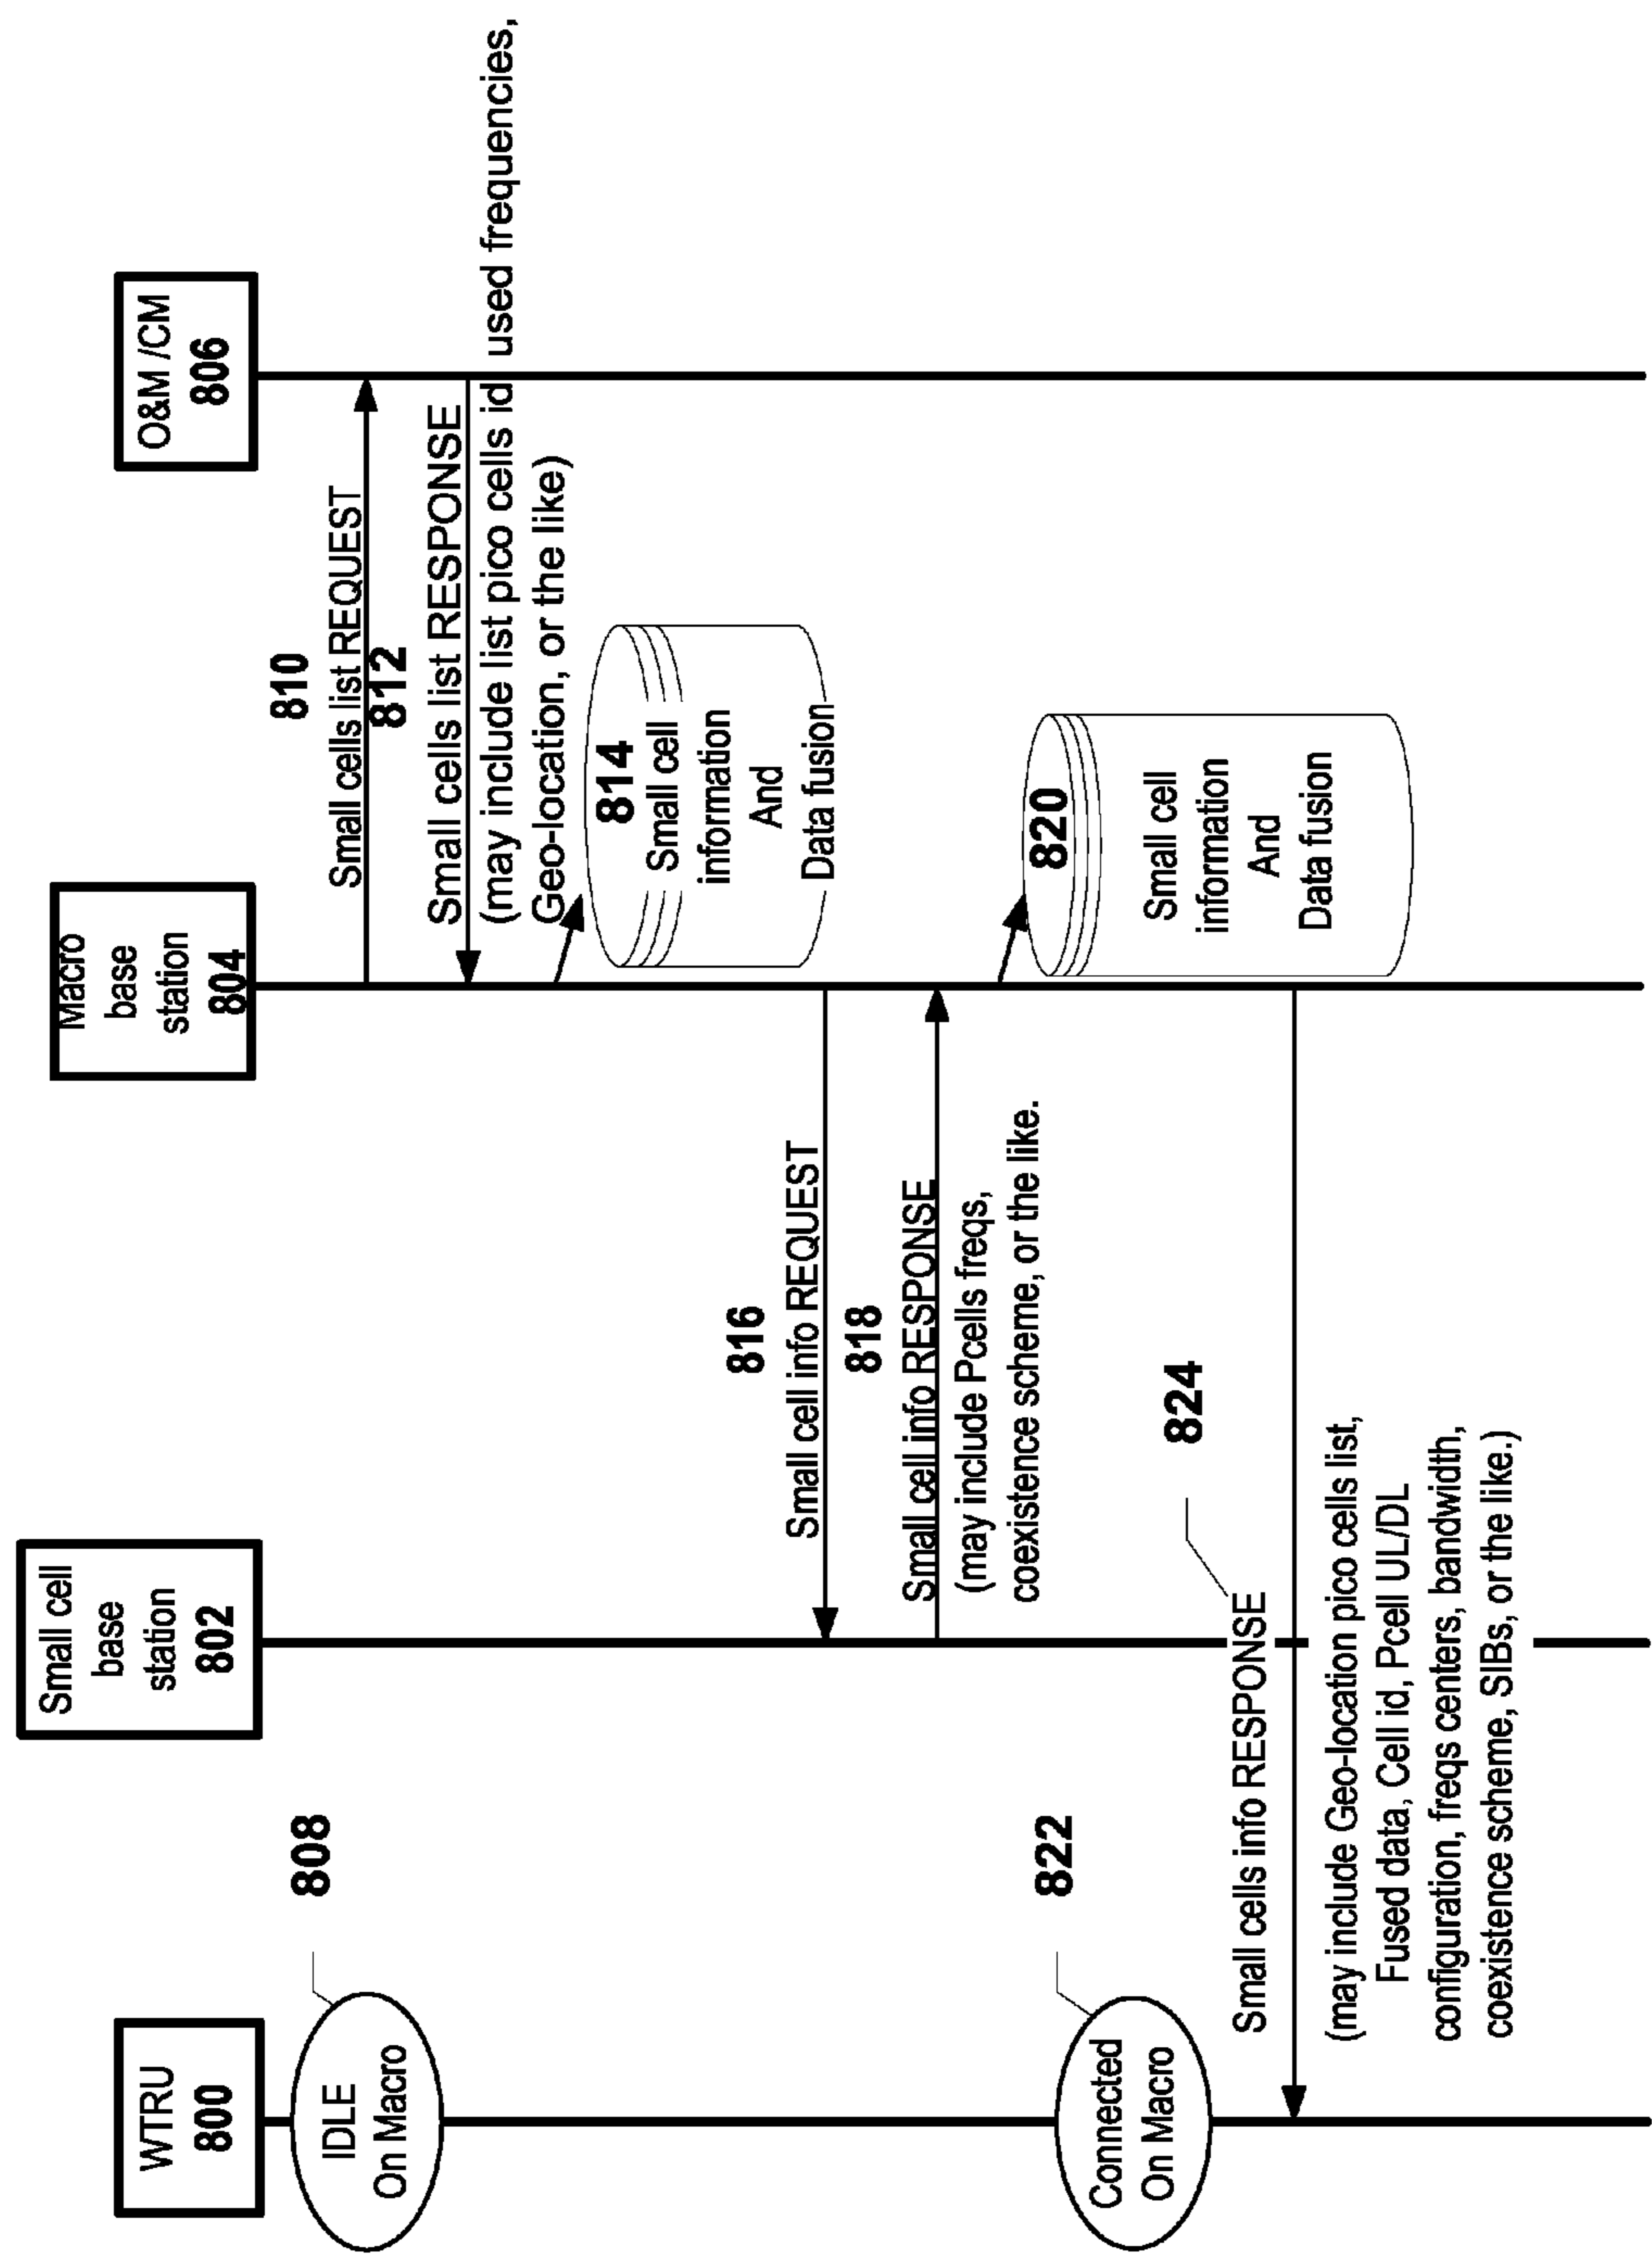 WTRU
800
Small cell
base
station
802
Macro
base
station
804
O&M /CM
806
IDLE
On Macro
808
810
Small cells list REQUEST
812
Small cells list RESPONSE
(may include list pico cells id used frequencies,
Geo-location, or the like)
814
Small cell
information
And
Data fusion
816
Small cell info REQUEST
818
Small cell info RESPONSE
(may include Pcells freqs,
coexistence scheme, or the like.
820
Small cell
information
And
Data fusion
Connected
On Macro
822
824
Small cells info RESPONSE
(may include Geo-location pico cells list,
Fused data, Cell id, Pcell UL/DL
configuration, freqs centers, bandwidth,
coexistence scheme, SIBs, or the like.)